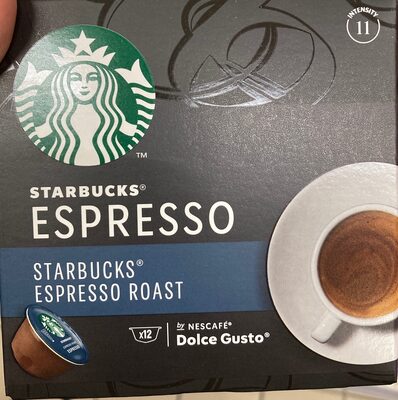 INTENSITY
11
TM
STARBUCKS®
ESPRESSO
STARBUCKS®
ESPRESSO ROAST
x12
by NESCAFÉ®
Dolce Gusto®